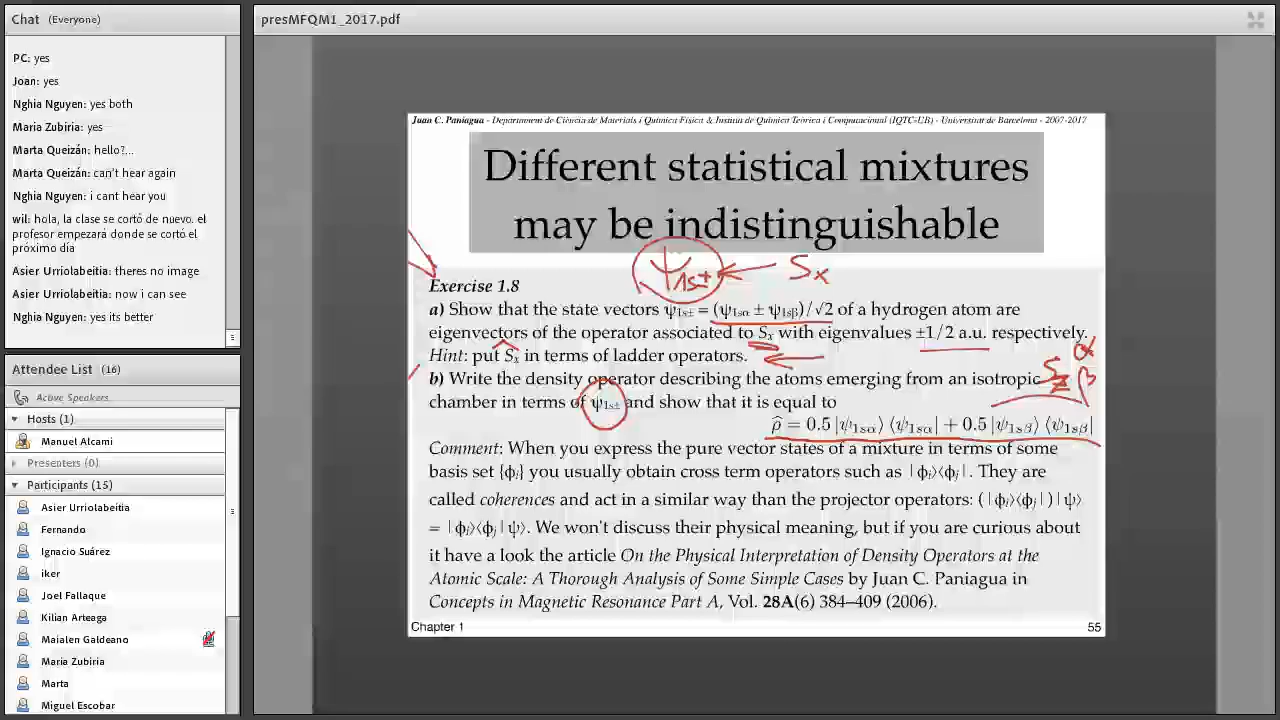 Chat (Everyone)
PC: yes
Joan: yes
Nghia Nguyen: yes both
Maria Zubiria: yes
Marta Queizán: hello?...
Marta Queizán: can't hear again
Nghia Nguyen: i cant hear you
wil: hola, la clase se cortó de nuevo. el
profesor empezará donde se cortó el
próximo día
Asier Urriolabeitia: theres no image
Asier Urriolabeitia: now i can see
Nghia Nguyen: yes its better
Attendee List (16)
Active Speakers
Hosts (1)
Manuel Alcami
Presenters (0)
Participants (15)
Asier Urriolabeitia
Fernando
Ignacio Suárez
iker
Joel Fallaque
Kilian Arteaga
Maialen Galdeano
Maria Zubiria
Marta
Miguel Escobar
presMFQM1_2017.pdf
Juan C. Paniagua - Departament de Ciència de Materials i Química Física & Institut de Química Teòrica i Computacional (IQTC-UB) - Universitat de Barcelona - 2007-2017
Different statistical mixtures
may be indistinguishable
ψ1s± ← Sx
Exercise 1.8
a) Show that the state vectors ψ1s± = (ψ1sα ± ψ1sβ)/√2 of a hydrogen atom are
eigenvectors of the operator associated to Sx with eigenvalues ±1/2 a.u. respectively.
Hint: put Sx in terms of ladder operators.
Sz α β
b) Write the density operator describing the atoms emerging from an isotropic
chamber in terms of ψ1s± and show that it is equal to
ρ̂ = 0.5 |ψ1sα⟩ ⟨ψ1sα| + 0.5 |ψ1sβ⟩ ⟨ψ1sβ|
Comment: When you express the pure vector states of a mixture in terms of some
basis set {ϕi} you usually obtain cross term operators such as |ϕi⟩⟨ϕj|. They are
called coherences and act in a similar way than the projector operators: (|ϕi⟩⟨ϕj|)|ψ⟩
= |ϕi⟩⟨ϕj|ψ⟩. We won't discuss their physical meaning, but if you are curious about
it have a look the article On the Physical Interpretation of Density Operators at the
Atomic Scale: A Thorough Analysis of Some Simple Cases by Juan C. Paniagua in
Concepts in Magnetic Resonance Part A, Vol. 28A(6) 384–409 (2006).
Chapter 1
55